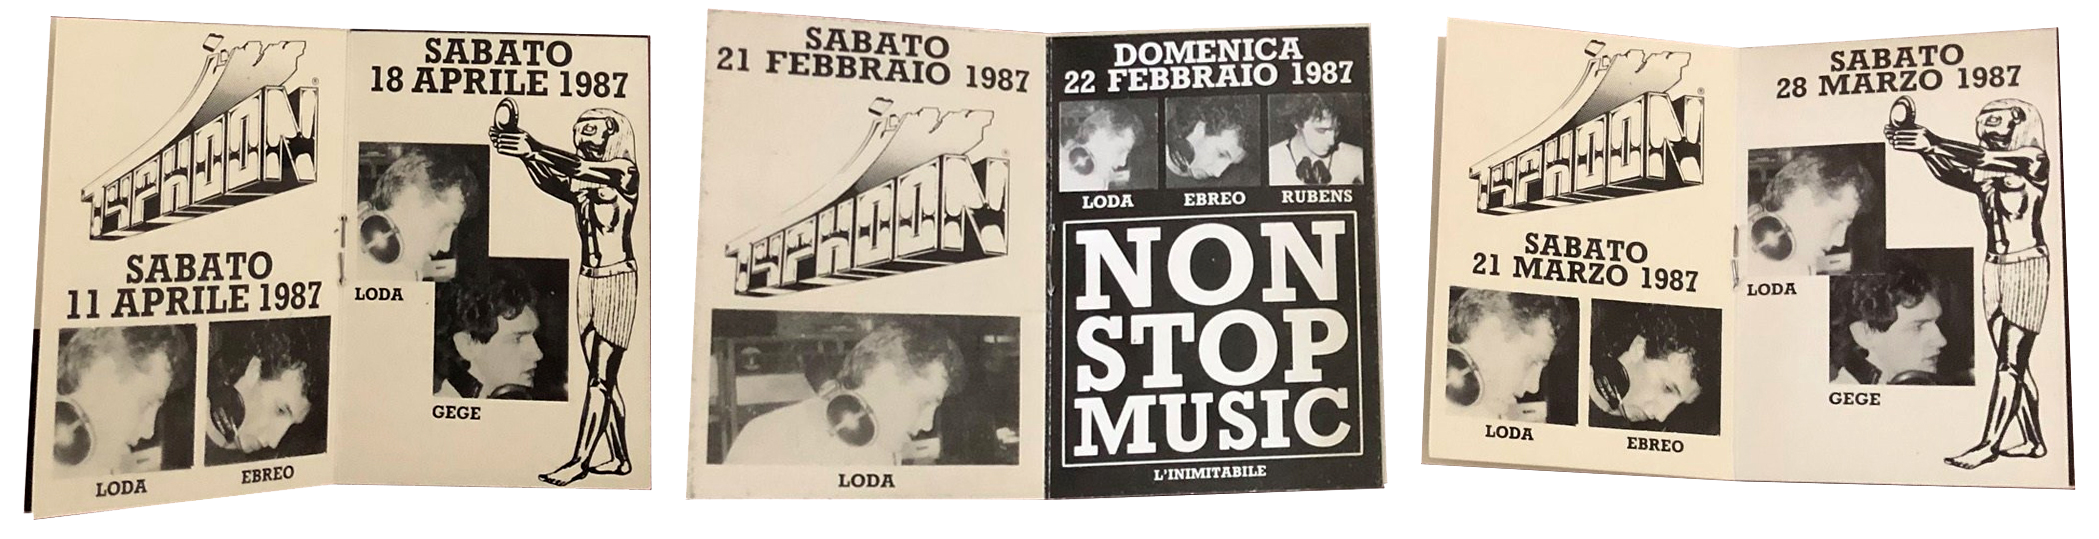 TYPHOON
®
SABATO
11 APRILE 1987
LODA
EBREO
SABATO
18 APRILE 1987
LODA
GEGE
SABATO
21 FEBBRAIO 1987
TYPHOON
®
LODA
DOMENICA
22 FEBBRAIO 1987
LODA
EBREO
RUBENS
NON
STOP
MUSIC
L'INIMITABILE
TYPHOON
®
SABATO
21 MARZO 1987
LODA
EBREO
SABATO
28 MARZO 1987
LODA
GEGE